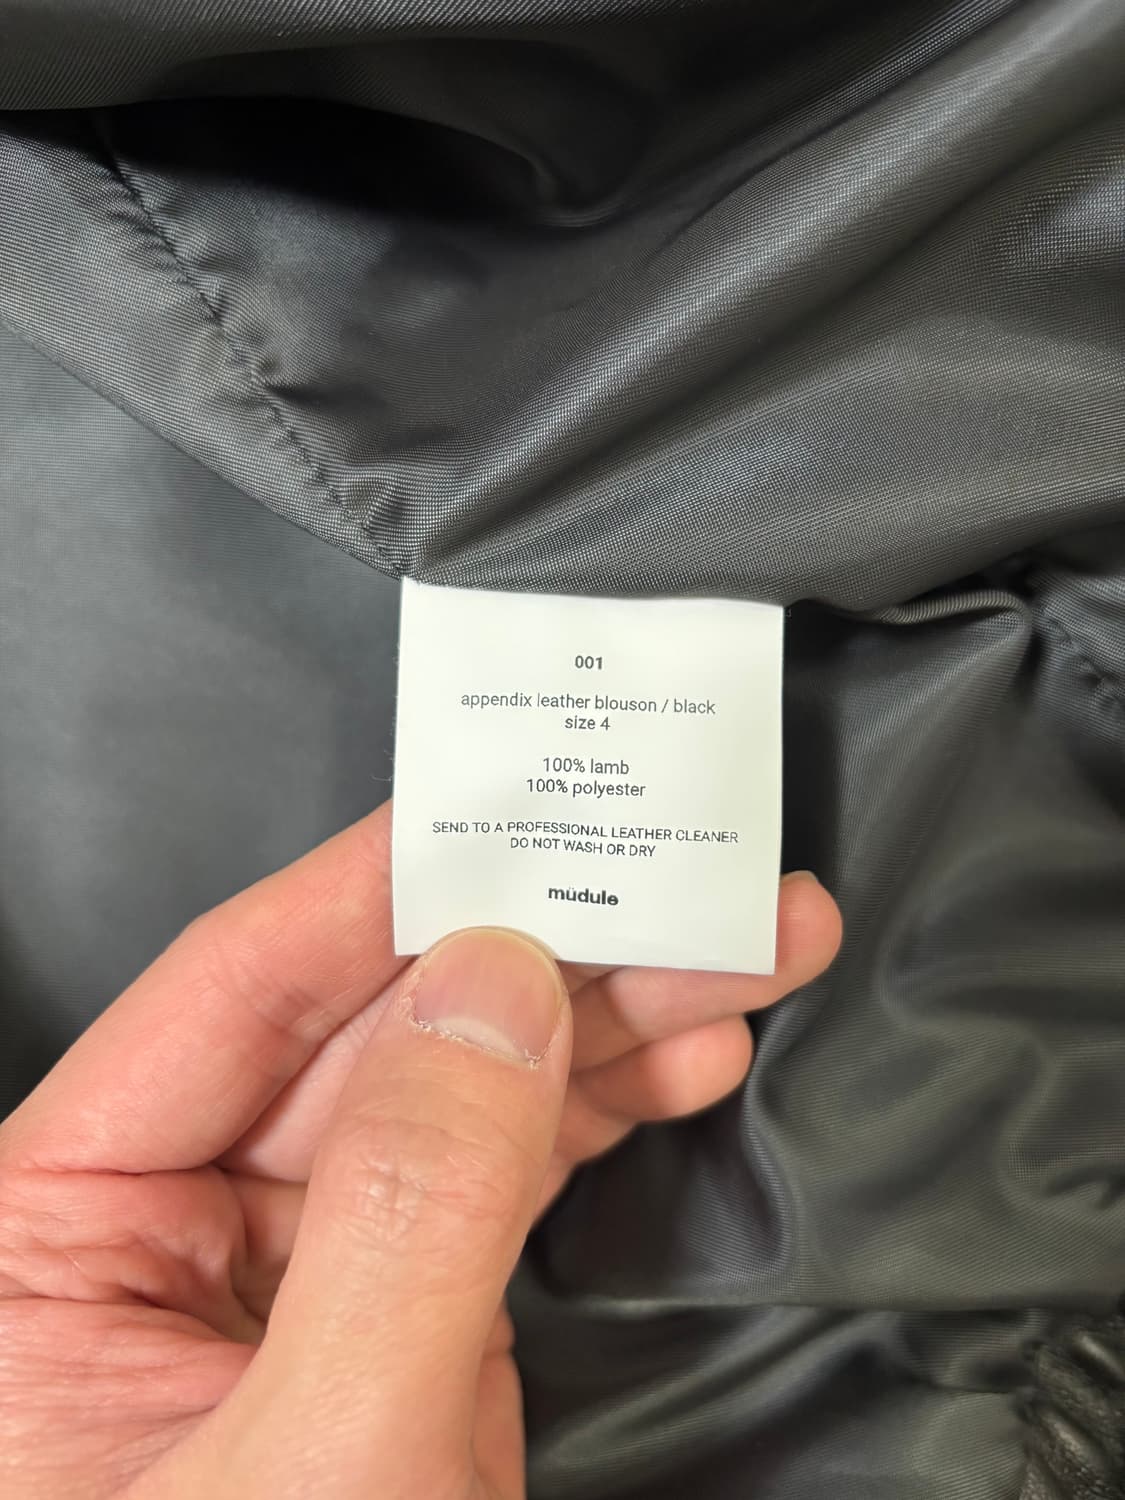 001
appendix leather blouson / black
size 4
100% lamb
100% polyester
SEND TO A PROFESSIONAL LEATHER CLEANER
DO NOT WASH OR DRY
müdule